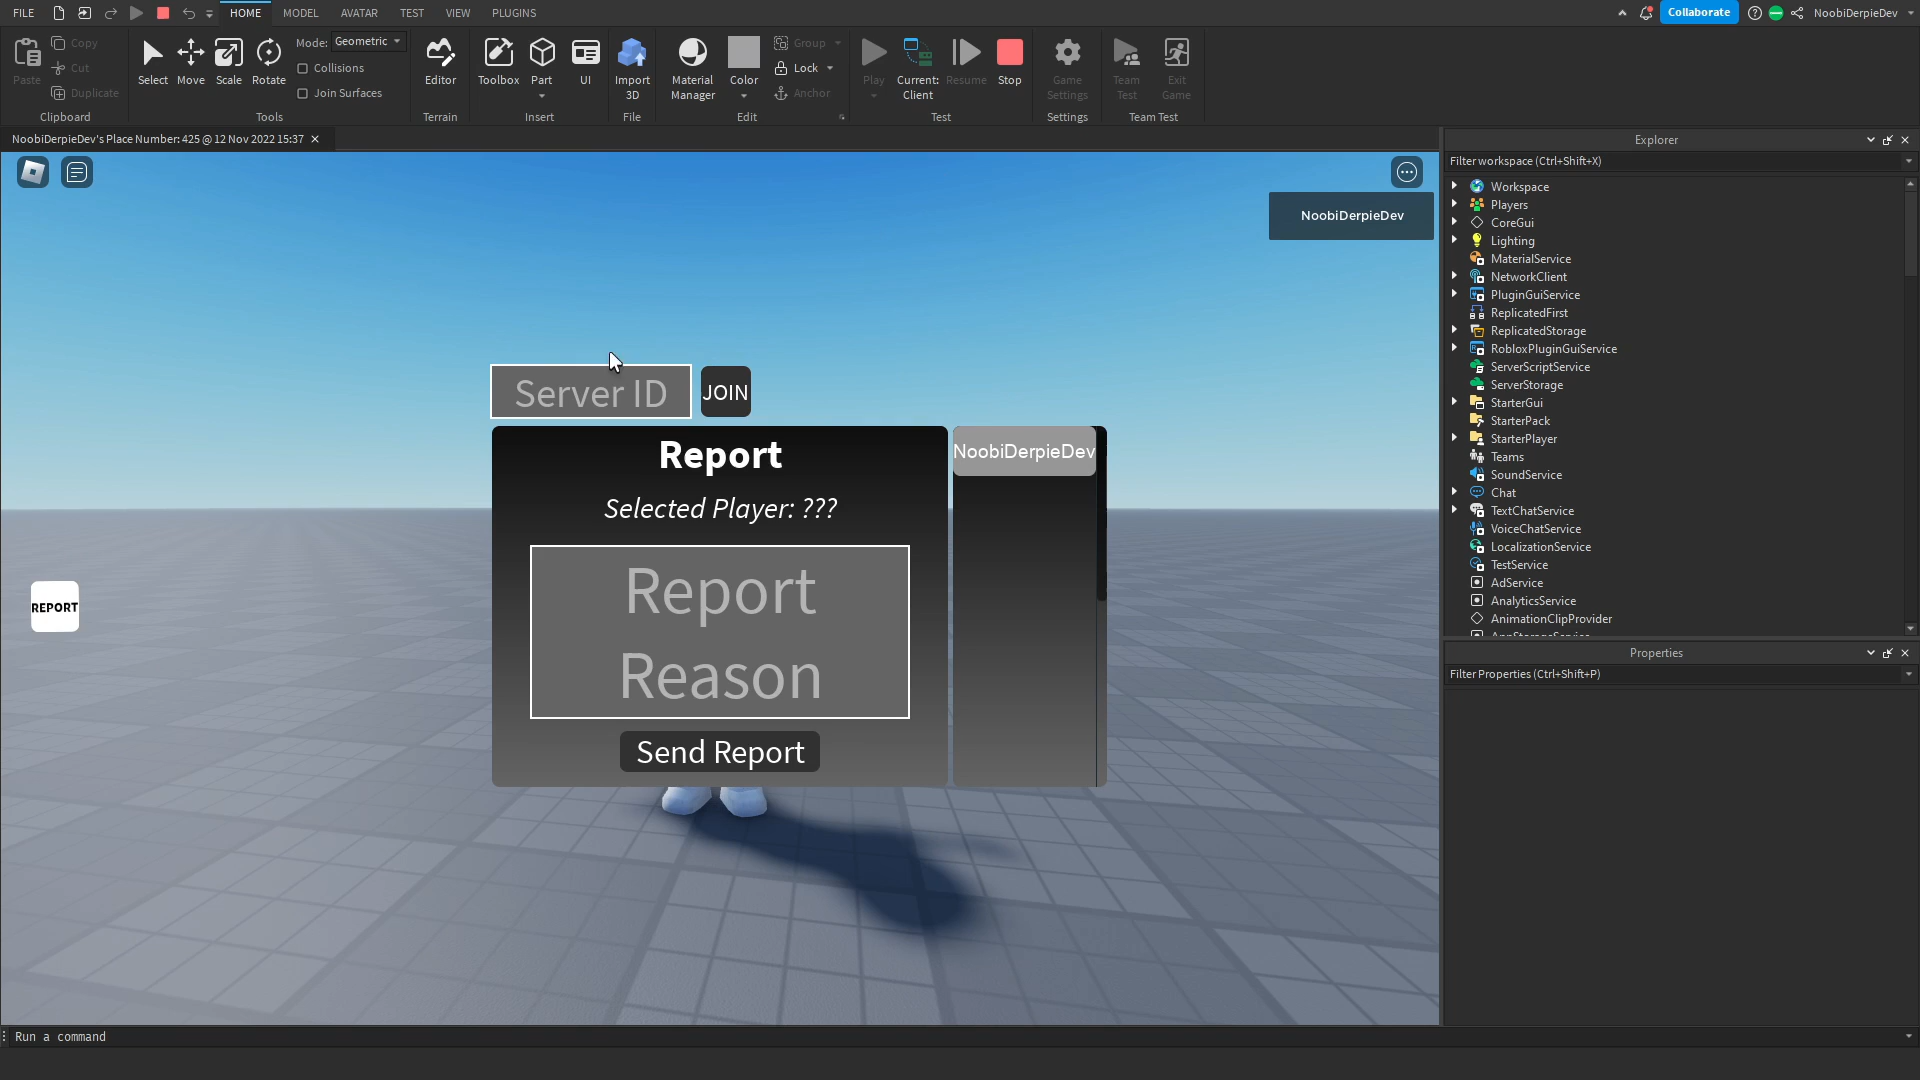 FILE
HOME
MODEL
AVATAR
TEST
VIEW
PLUGINS
Collaborate
NoobiDerpieDev
Paste
Copy
Cut
Duplicate
Clipboard
Select
Move
Scale
Rotate
Mode: Geometric
Collisions
Join Surfaces
Tools
Editor
Terrain
Toolbox
Part
UI
Insert
Import
3D
File
Material
Manager
Color
Group
Lock
Anchor
Edit
Play
Current:
Client
Resume
Stop
Test
Game
Settings
Settings
Team
Test
Exit
Game
Team Test
NoobiDerpieDev's Place Number: 425 @ 12 Nov 2022 15:37
NoobiDerpieDev
Server ID
JOIN
Report
Selected Player: ???
Report
Reason
Send Report
NoobiDerpieDev
REPORT
Explorer
Filter workspace (Ctrl+Shift+X)
Workspace
Players
CoreGui
Lighting
MaterialService
NetworkClient
PluginGuiService
ReplicatedFirst
ReplicatedStorage
RobloxPluginGuiService
ServerScriptService
ServerStorage
StarterGui
StarterPack
StarterPlayer
Teams
SoundService
Chat
TextChatService
VoiceChatService
LocalizationService
TestService
AdService
AnalyticsService
AnimationClipProvider
Properties
Filter Properties (Ctrl+Shift+P)
Run a command